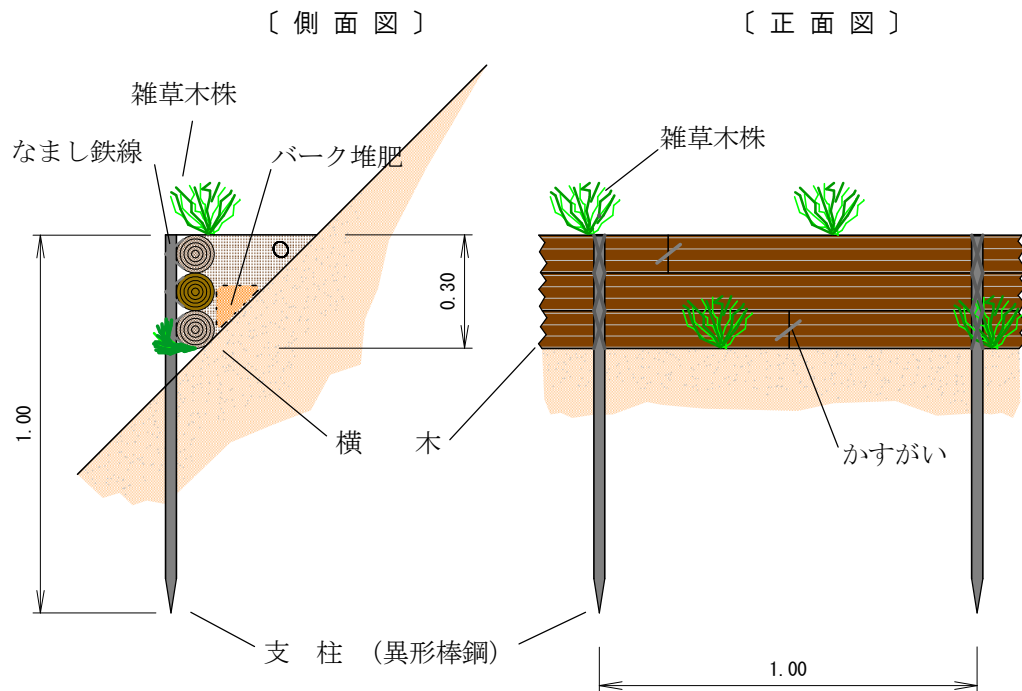 〔 側 面 図 〕
〔 正 面 図 〕
雑草木株
なまし鉄線
バーク堆肥
雑草木株
0.30
1.00
横 木
かすがい
支 柱 （異形棒鋼）
1.00